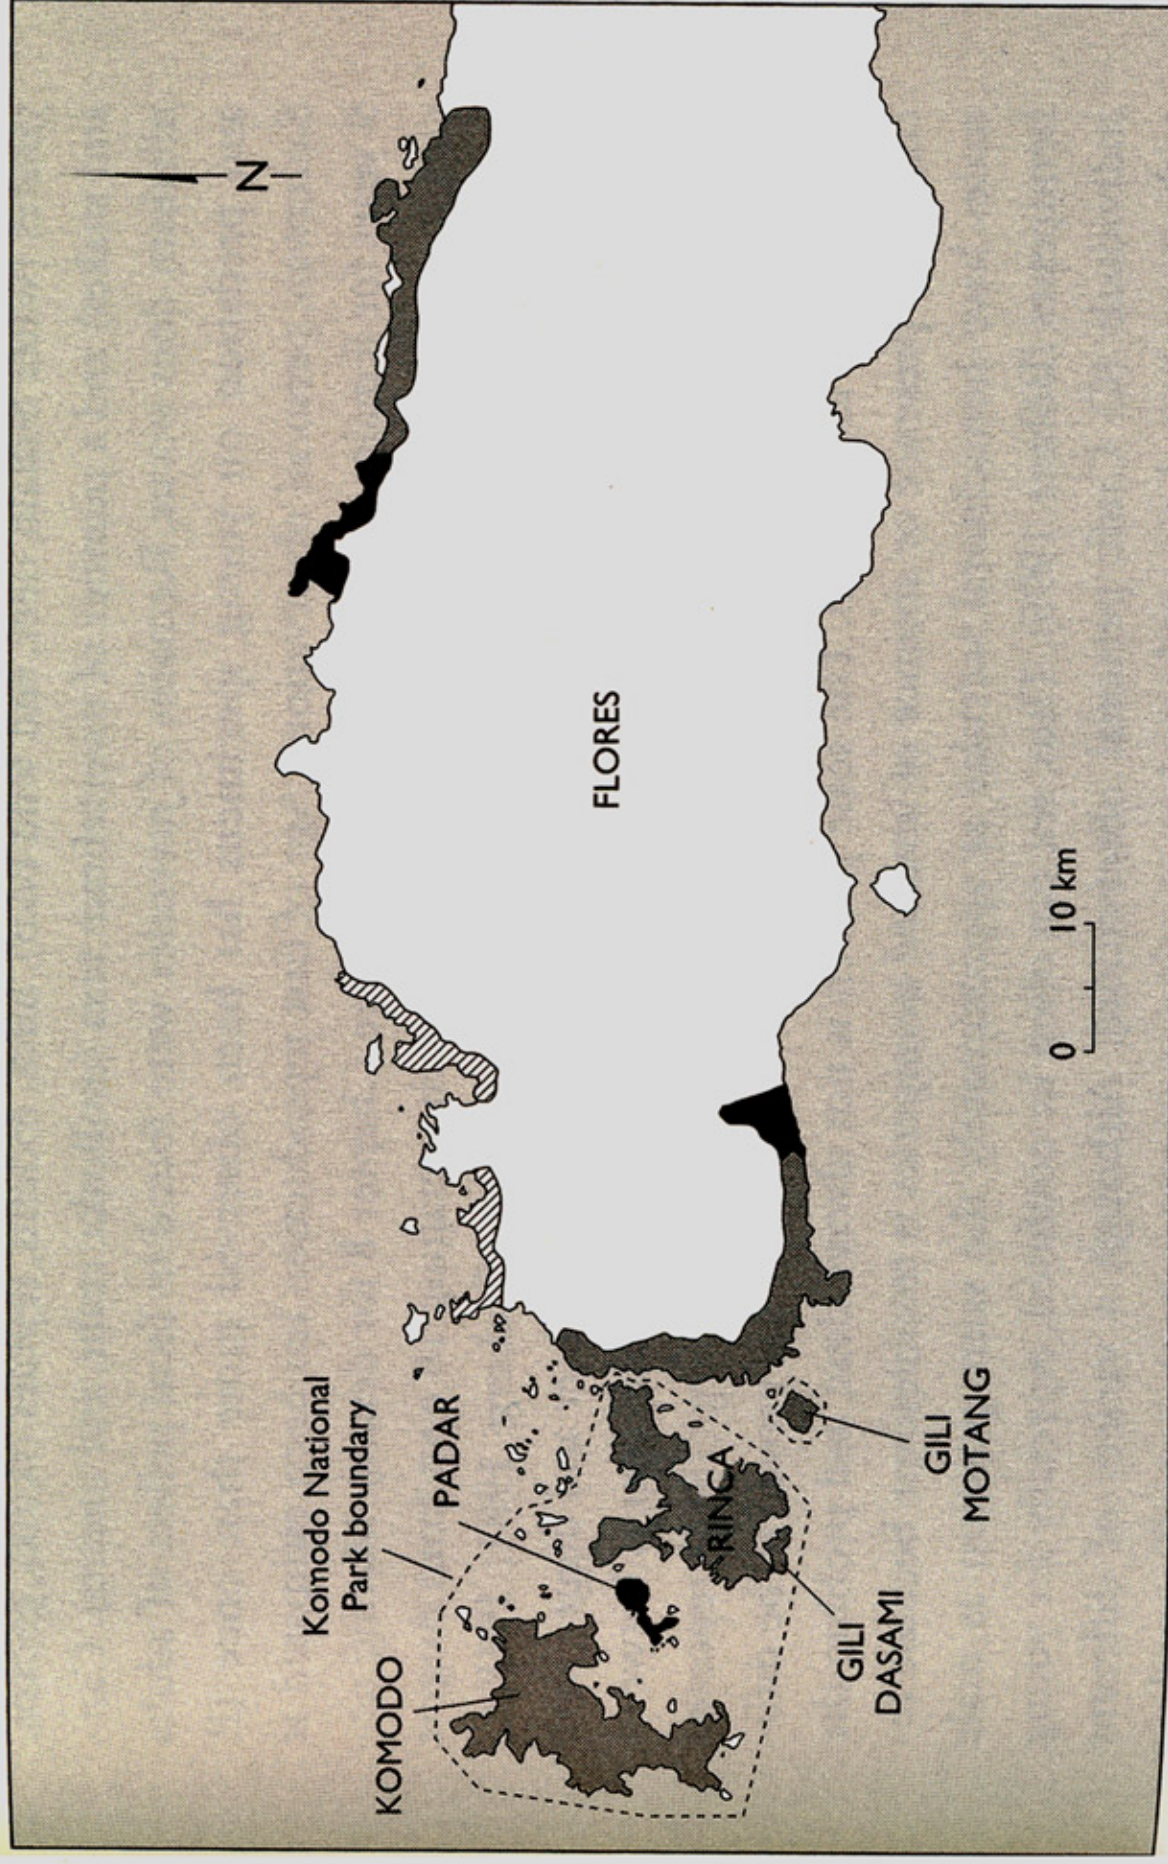 Komodo National
Park boundary
PADAR
KOMODO
RINCA
GILI
DASAMI
GILI
MOTANG
FLORES
N
0 10 km